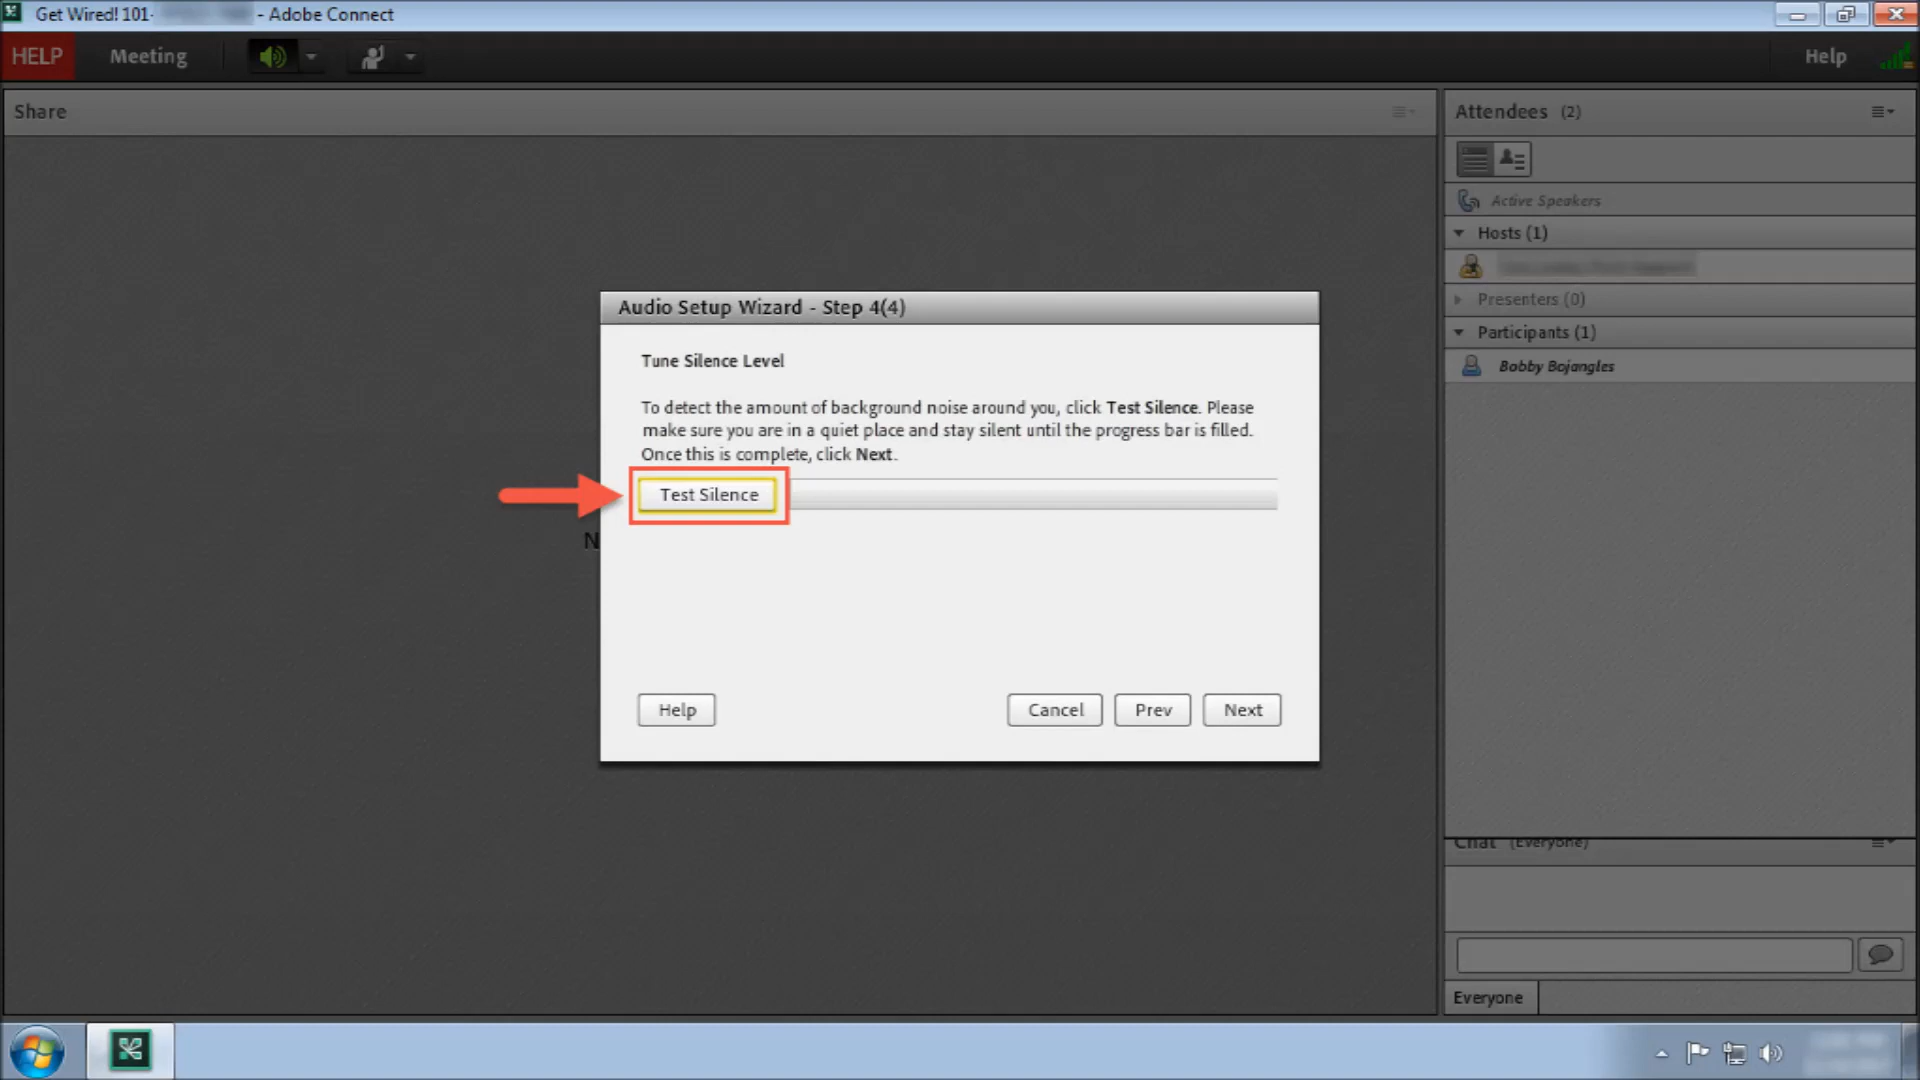 Get Wired! 101- - Adobe Connect
HELP Meeting Help
Share
Attendees (2)
Active Speakers
Hosts (1)
Presenters (0)
Participants (1)
Bobby Bojangles
Audio Setup Wizard - Step 4(4)
Tune Silence Level
To detect the amount of background noise around you, click Test Silence. Please
make sure you are in a quiet place and stay silent until the progress bar is filled.
Once this is complete, click Next.
Test Silence
N
Help Cancel Prev Next
Chat (Everyone)
Everyone